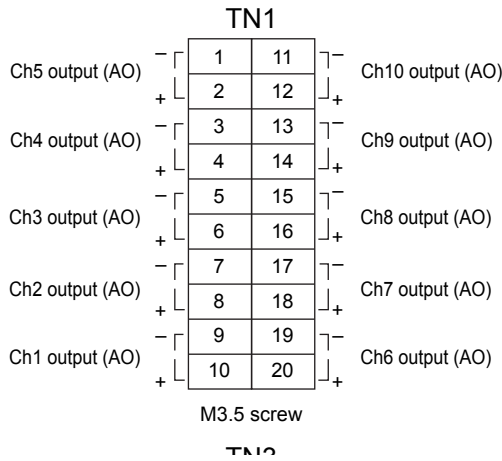 TN1
− 1 11 −
Ch5 output (AO) Ch10 output (AO)
+ 2 12 +
− 3 13 −
Ch4 output (AO) Ch9 output (AO)
+ 4 14 +
− 5 15 −
Ch3 output (AO) Ch8 output (AO)
+ 6 16 +
− 7 17 −
Ch2 output (AO) Ch7 output (AO)
+ 8 18 +
− 9 19 −
Ch1 output (AO) Ch6 output (AO)
+ 10 20 +
M3.5 screw